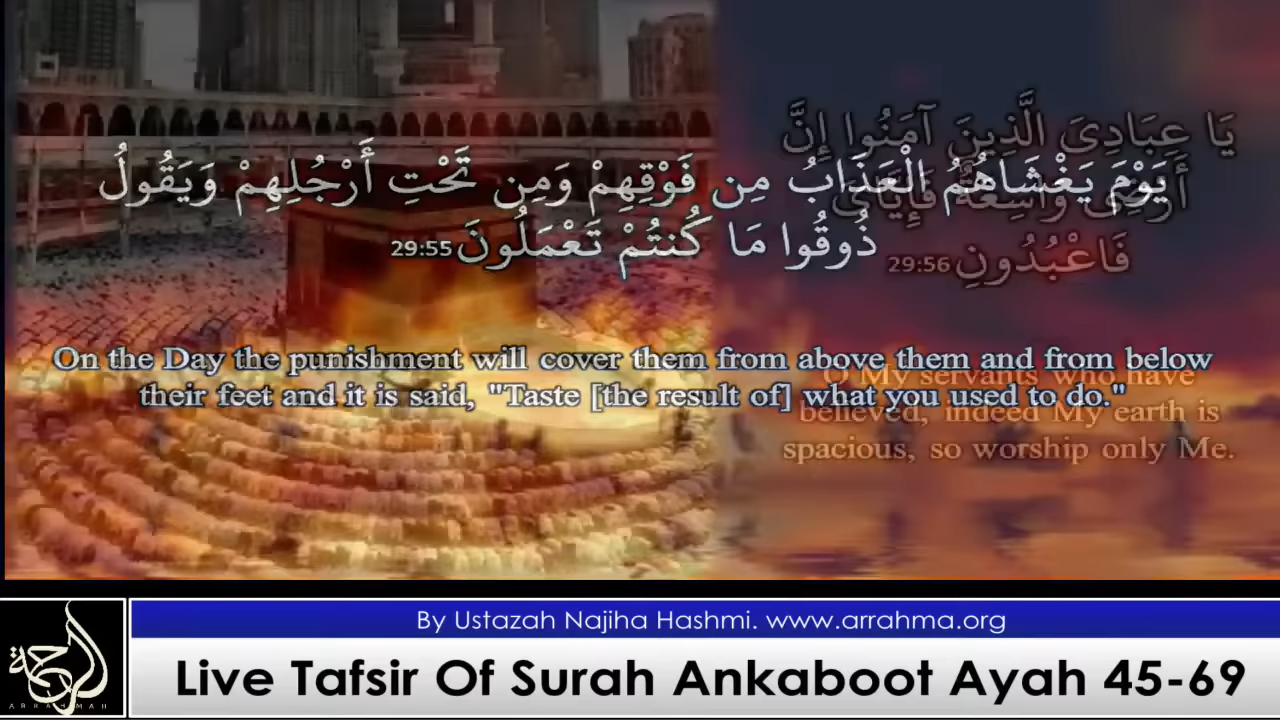 يَا عِبَادِىَ الَّذِينَ آمَنُوا إِنَّ
أَرْضِى وَاسِعَةٌ فَإِيَّاىَ
فَاعْبُدُونِ 29:56
يَوْمَ يَغْشَاهُمُ الْعَذَابُ مِن فَوْقِهِمْ وَمِن تَحْتِ أَرْجُلِهِمْ وَيَقُولُ
ذُوقُوا مَا كُنتُمْ تَعْمَلُونَ 29:55
On the Day the punishment will cover them from above them and from below
their feet and it is said, "Taste [the result of] what you used to do."
O My servants who have
believed, indeed My earth is
spacious, so worship only Me.
By Ustazah Najiha Hashmi. www.arrahma.org
Live Tafsir Of Surah Ankaboot Ayah 45-69
الرحمة
ARRAHMAH